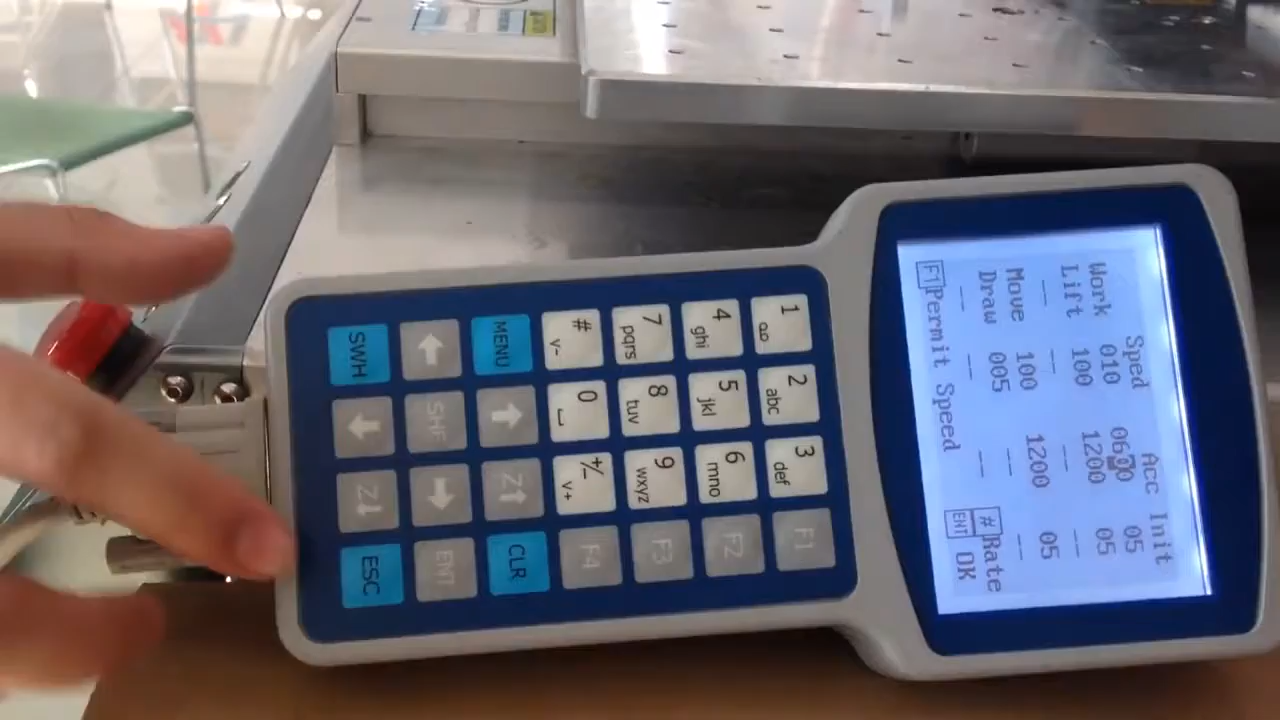 Sped Acc Init
Work 010 0600 05
Lift 100 1200 05
-- -- -- --
Move 100 1200 05
Draw 005 -- --
-- -- --
#Rate
F1 Permit Speed ENT OK
1 2 abc 3 def F1
4 ghi 5 jkl 6 mno F2
7 pqrs 8 tuv 9 wxyz F3
# v- 0 +/- v+ F4
MENU Z CLR
SHF ENT
SWH Z ESC